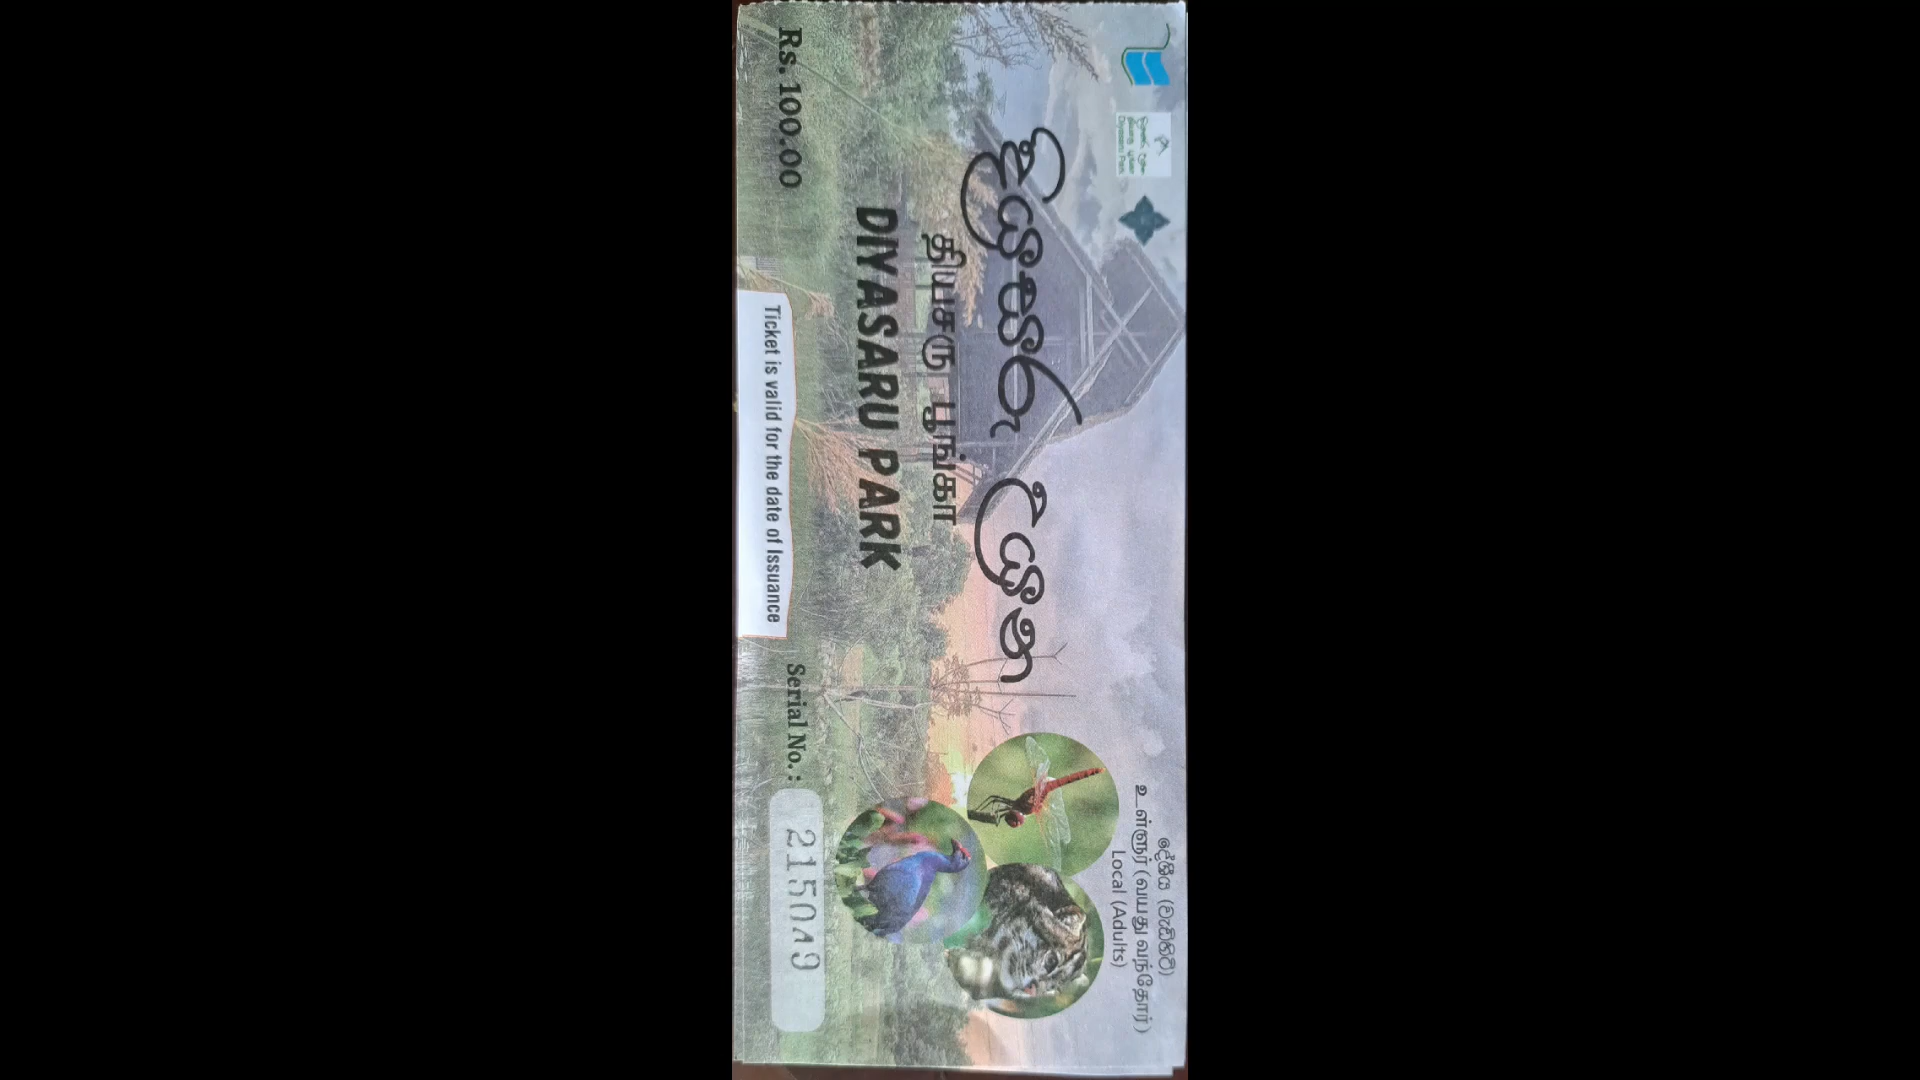 දේශීය (වැඩිහිටි)
உள்ளுர் (வயது வந்தோர்)
Local (Adults)
දියසරු උයන
தியசரு பூங்கா
DIYASARU PARK
Rs. 100.00
Ticket is valid for the date of Issuance
Serial No. :
215049